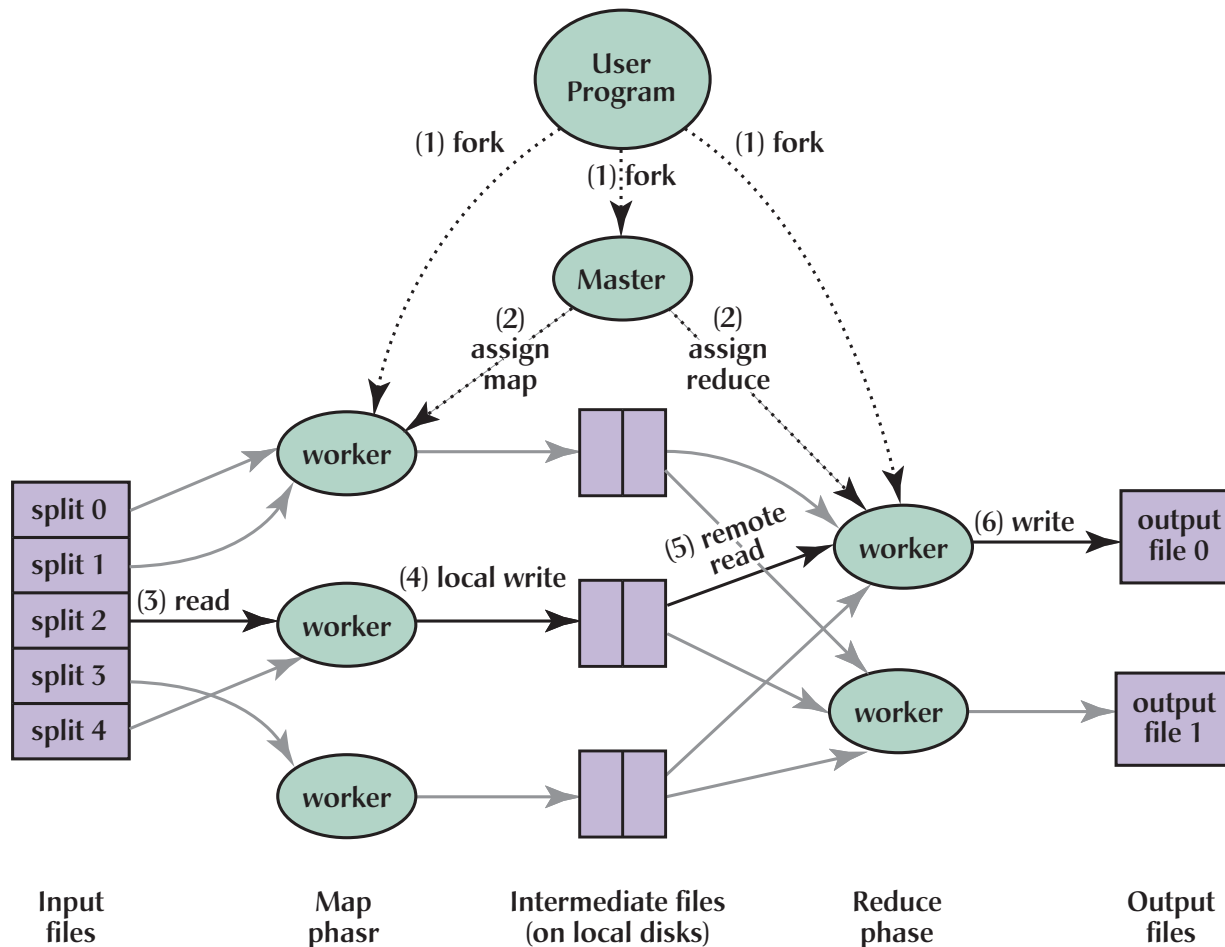 User
Program
(1) fork
(1) fork
(1) fork
Master
(2)
assign
map
(2)
assign
reduce
worker
split 0
split 1
split 2
split 3
split 4
(3) read
worker
(4) local write
worker
(5) remote
read
worker
(6) write
output
file 0
worker
output
file 1
Input
files
Map
phasr
Intermediate files
(on local disks)
Reduce
phase
Output
files